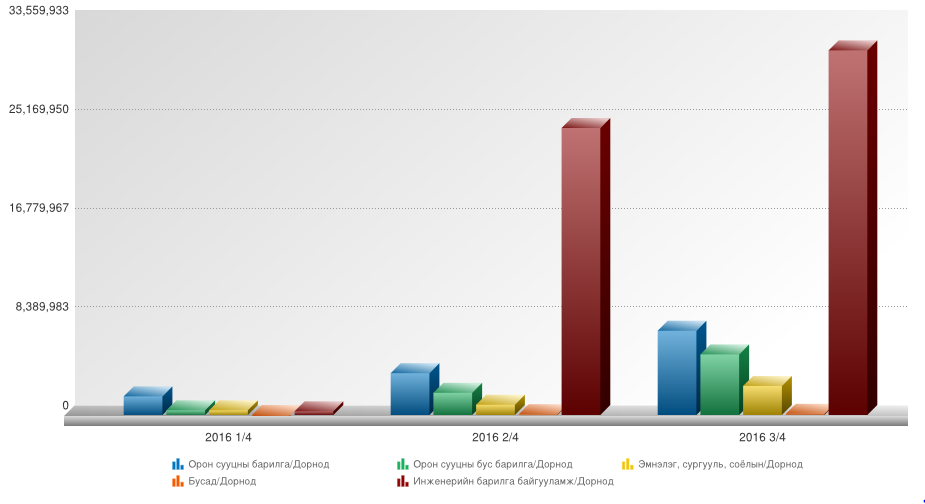 33,559,933
25,169,950
16,779,967
8,389,983
0
2016 1/4 2016 2/4 2016 3/4
Орон сууцны барилга/Дорнод Орон сууцны бус барилга/Дорнод Эмнэлэг, сургууль, соёлын/Дорнод
Бусад/Дорнод Инженерийн барилга байгууламж/Дорнод